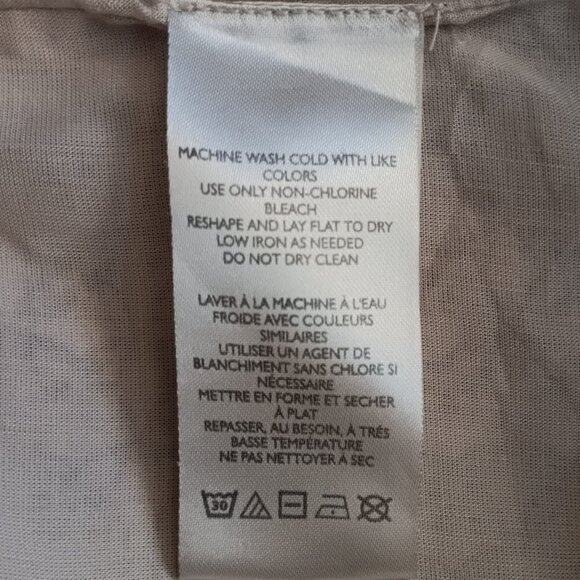 MACHINE WASH COLD WITH LIKE
COLORS
USE ONLY NON-CHLORINE
BLEACH
RESHAPE AND LAY FLAT TO DRY
LOW IRON AS NEEDED
DO NOT DRY CLEAN
LAVER À LA MACHINE À L'EAU
FROIDE AVEC COULEURS
SIMILAIRES
UTILISER UN AGENT DE
BLANCHIMENT SANS CHLORE SI
NÉCESSAIRE
METTRE EN FORME ET SECHER
À PLAT
REPASSER, AU BESOIN, À TRÉS
BASSE TEMPÉRATURE
NE PAS NETTOYER À SEC
30